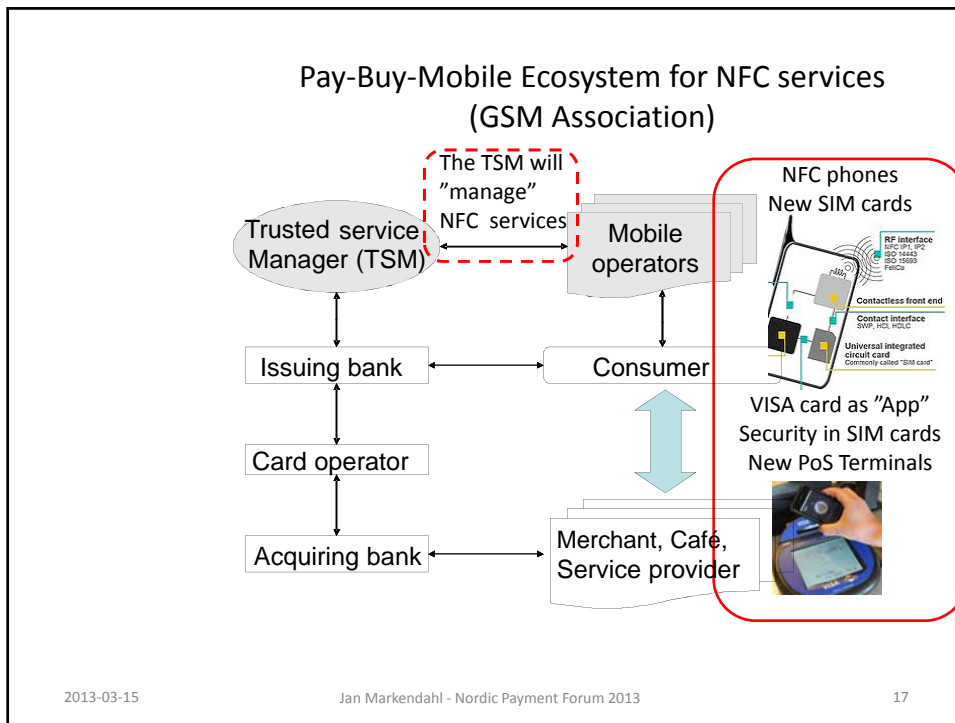 Pay-Buy-Mobile Ecosystem for NFC services
(GSM Association)
The TSM will
”manage”
NFC services
Trusted service
Manager (TSM)
Mobile
operators
NFC phones
New SIM cards
RF interface
NFC IP1, IP2
ISO 14443
ISO 15693
FeliCa
Contactless front end
Contact interface
SWP, HCI, HDLC
Universal integrated
circuit card
Commonly called "SIM card"
Issuing bank
Consumer
VISA card as ”App”
Security in SIM cards
New PoS Terminals
Card operator
Acquiring bank
Merchant, Café,
Service provider
VISA
2013-03-15
Jan Markendahl - Nordic Payment Forum 2013
17